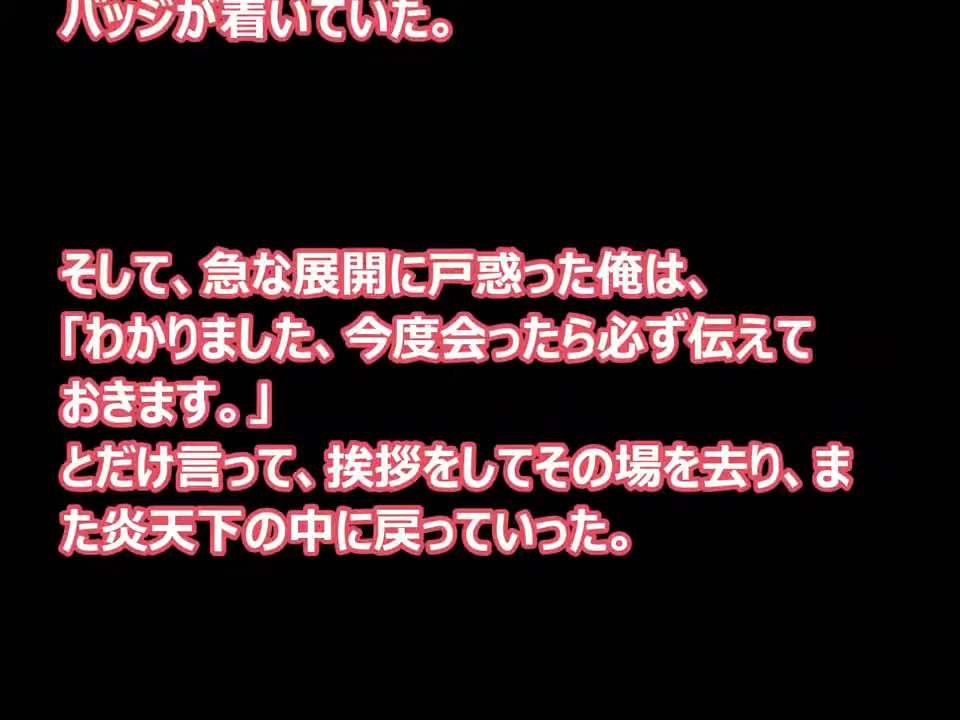 バッジが着いていた。
そして、急な展開に戸惑った俺は、
「わかりました、今度会ったら必ず伝えて
おきます。」
とだけ言って、挨拶をしてその場を去り、ま
た炎天下の中に戻っていった。